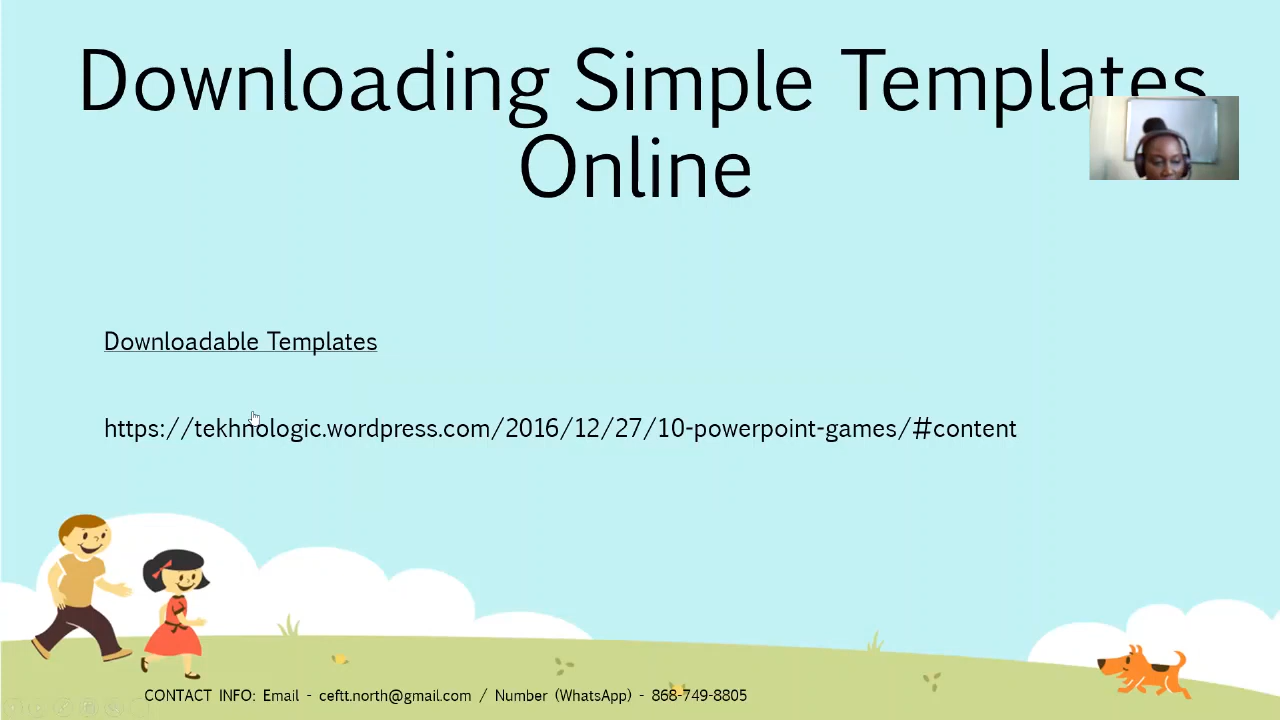 Downloading Simple Templates
Online
Downloadable Templates
https://tekhnologic.wordpress.com/2016/12/27/10-powerpoint-games/#content
CONTACT INFO: Email - ceftt.north@gmail.com / Number (WhatsApp) - 868-749-8805